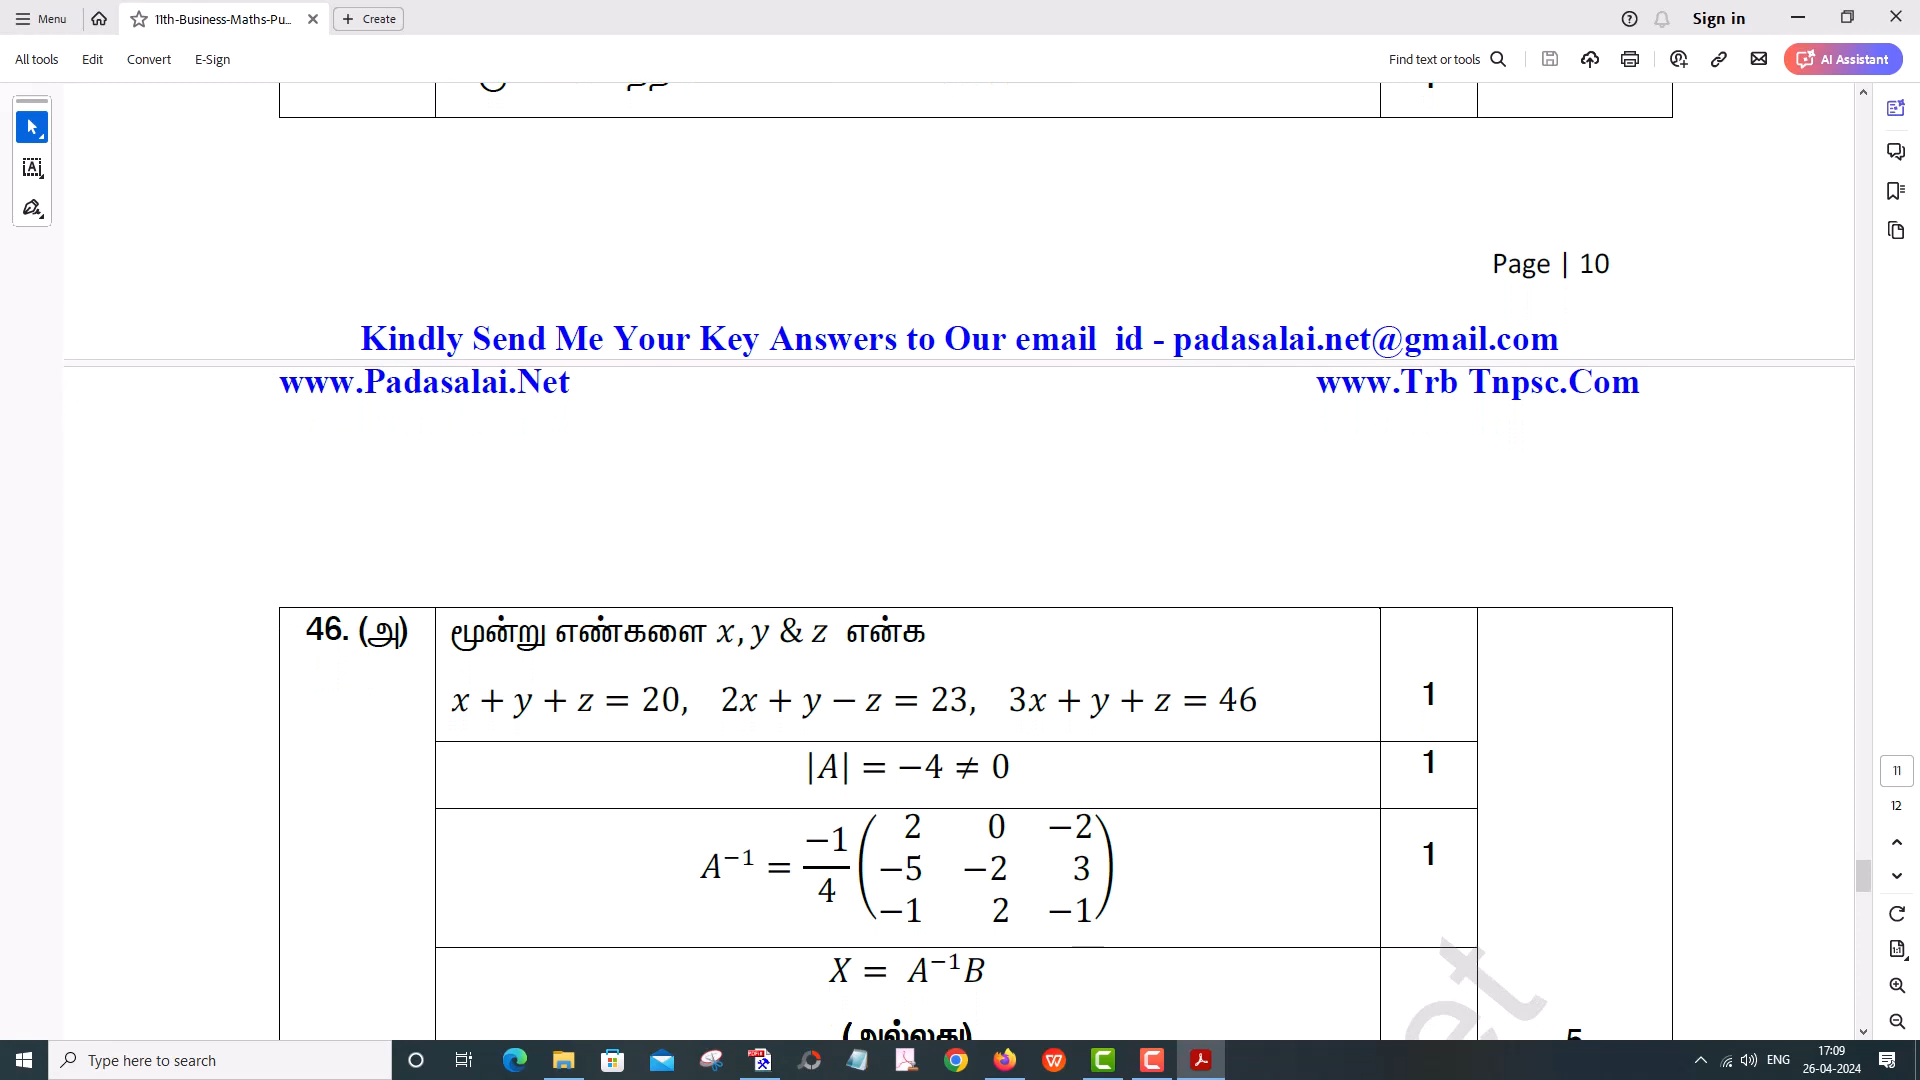 Menu
11th-Business-Maths-Pu...
Create
Sign in
All tools
Edit
Convert
E-Sign
Find text or tools
AI Assistant
Page | 10
Kindly Send Me Your Key Answers to Our email id - padasalai.net@gmail.com
www.Padasalai.Net
www.Trb Tnpsc.Com
46. (அ)
மூன்று எண்களை x, y & z என்க
x + y + z = 20, 2x + y − z = 23, 3x + y + z = 46
1
|A| = −4 ≠ 0
1
A⁻¹ = −1/4 ( 2 0 −2
−5 −2 3
−1 2 −1 )
1
X = A⁻¹B
(அல்லது)
5
11
12
Type here to search
ENG
17:09
26-04-2024